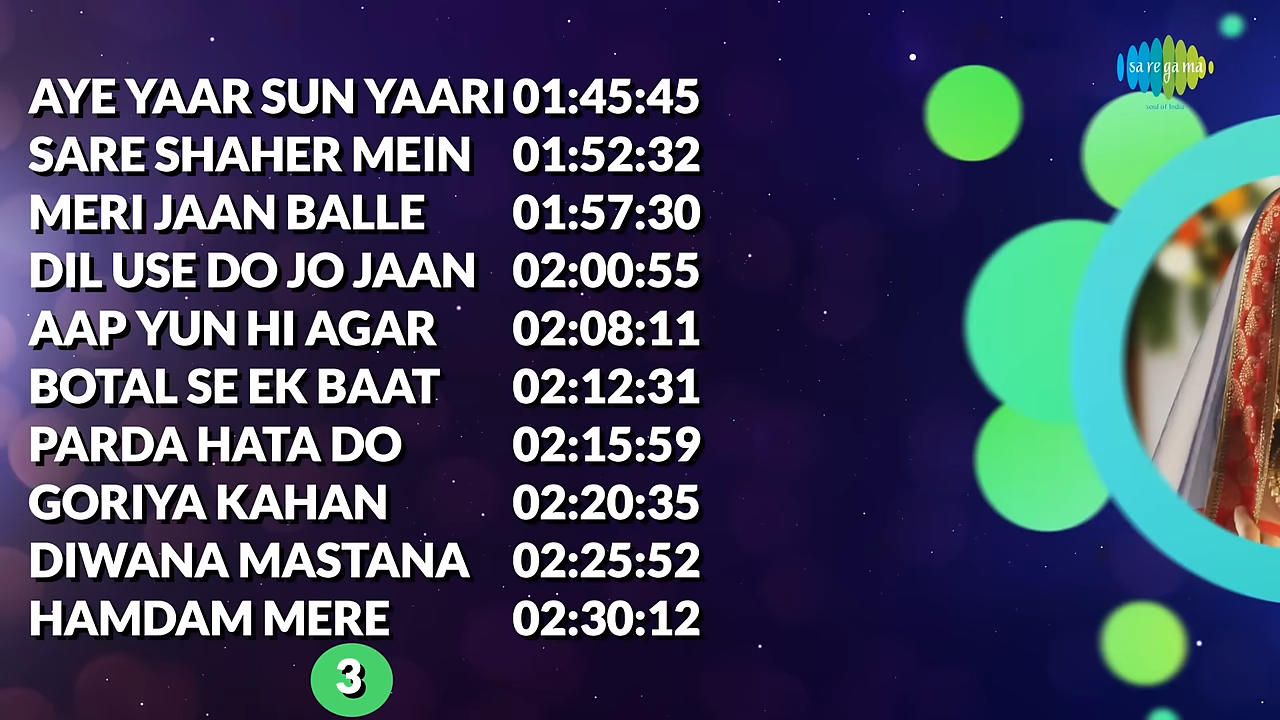 sa re ga ma
soul of India
AYE YAAR SUN YAARI 01:45:45
SARE SHAHER MEIN 01:52:32
MERI JAAN BALLE 01:57:30
DIL USE DO JO JAAN 02:00:55
AAP YUN HI AGAR 02:08:11
BOTAL SE EK BAAT 02:12:31
PARDA HATA DO 02:15:59
GORIYA KAHAN 02:20:35
DIWANA MASTANA 02:25:52
HAMDAM MERE 02:30:12
3